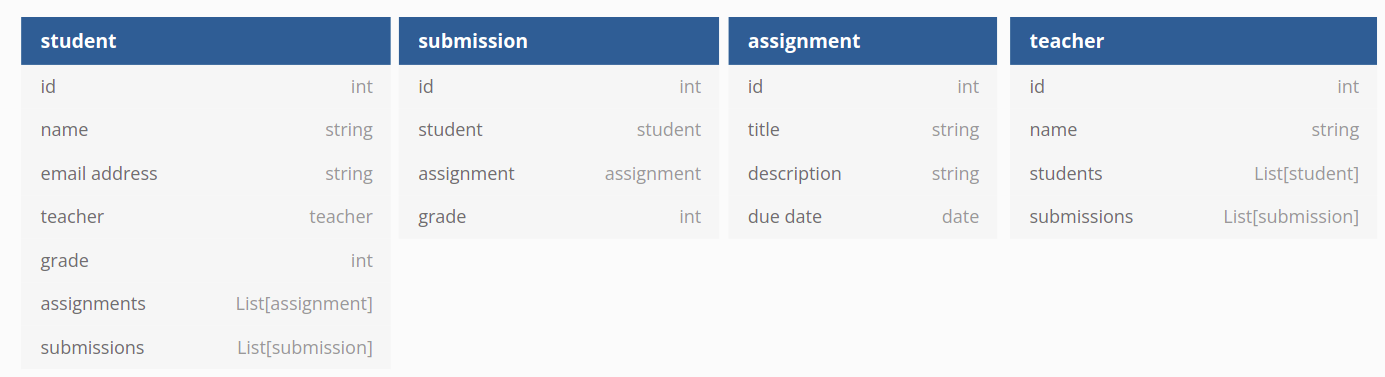 student
id int
name string
email address string
teacher teacher
grade int
assignments List[assignment]
submissions List[submission]
submission
id int
student student
assignment assignment
grade int
assignment
id int
title string
description string
due date date
teacher
id int
name string
students List[student]
submissions List[submission]